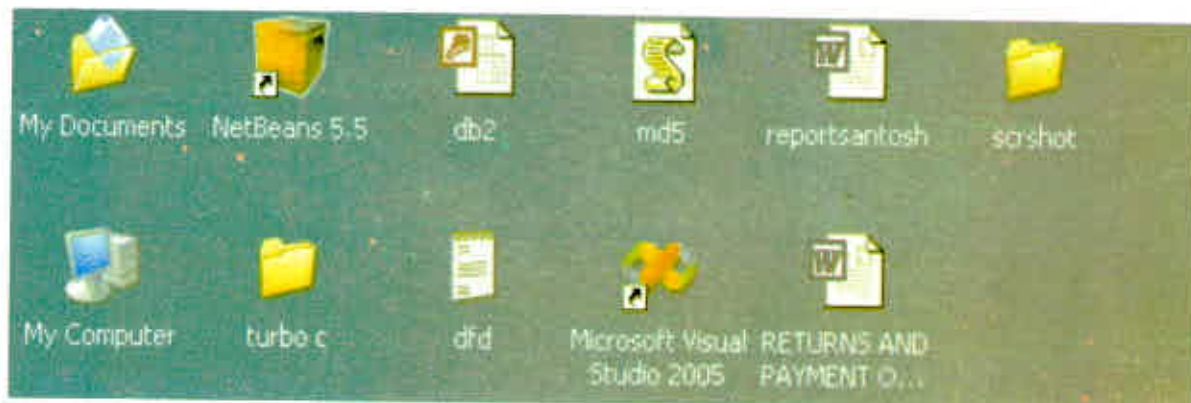 My Documents
NetBeans 5.5
db2
md5
reportsantosh
scrshot
My Computer
turbo c
dfd
Microsoft Visual
Studio 2005
RETURNS AND
PAYMENT O...